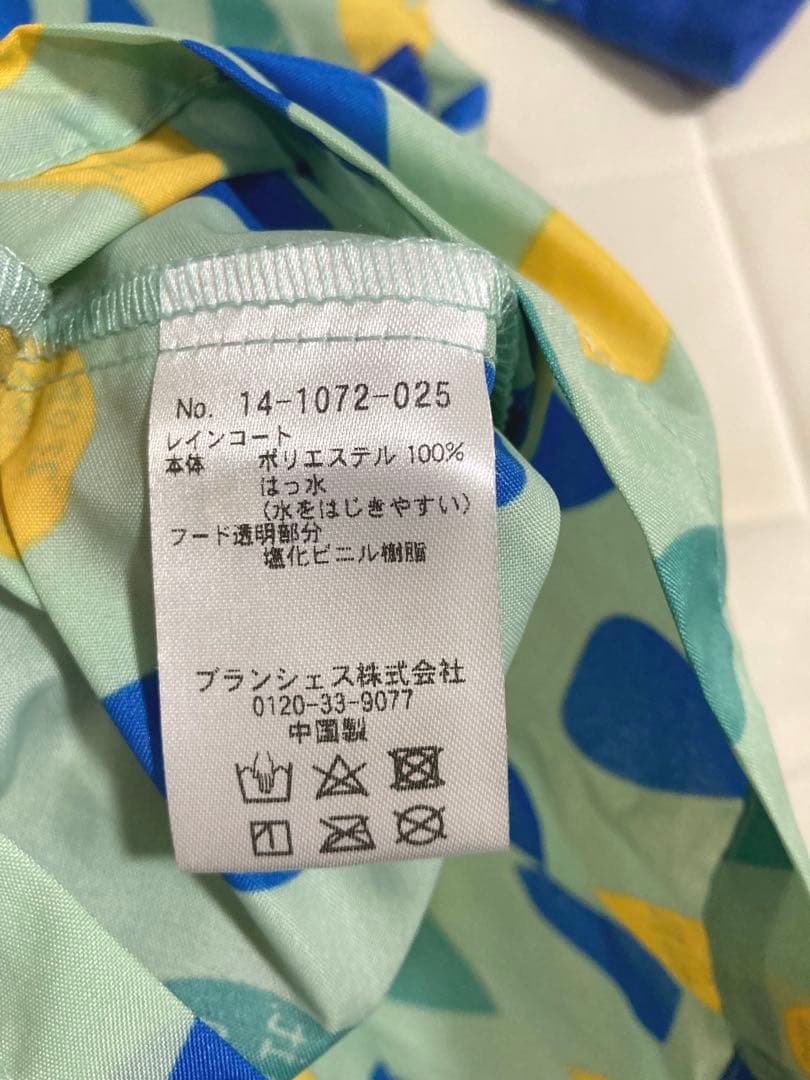 No. 14-1072-025
レインコート
本体 ポリエステル 100%
はっ水
(水をはじきやすい)
フード透明部分
塩化ビニル樹脂
ブランシェス株式会社
0120-33-9077
中国製